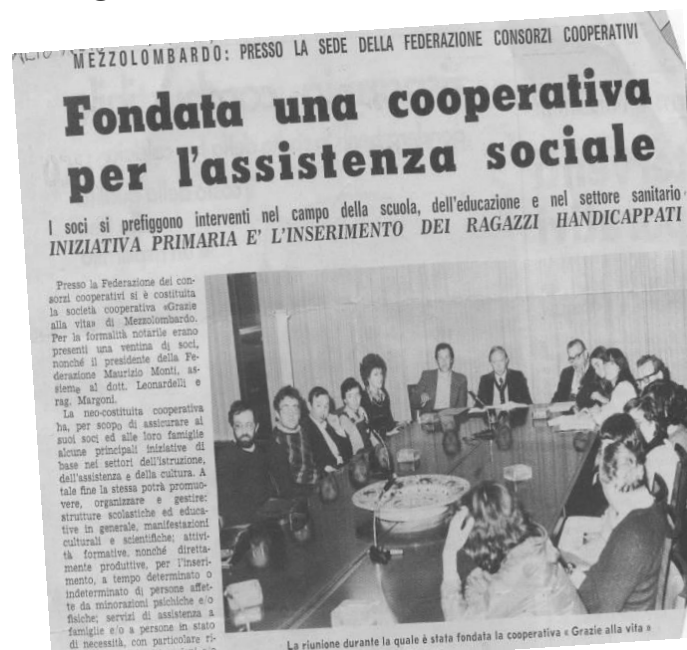 MEZZOLOMBARDO: PRESSO LA SEDE DELLA FEDERAZIONE CONSORZI COOPERATIVI
Fondata una cooperativa
per l'assistenza sociale
I soci si prefiggono interventi nel campo della scuola, dell'educazione e nel settore sanitario
INIZIATIVA PRIMARIA E' L'INSERIMENTO DEI RAGAZZI HANDICAPPATI
Presso la Federazione dei con-
sorzi cooperativi si è costituita
la società cooperativa «Grazie
alla vita» di Mezzolombardo.
Per la formalità notarile erano
presenti una ventina di soci,
nonché il presidente della Fe-
derazione Maurizio Monti, as-
sieme al dott. Leonardelli e
rag. Margoni.
La neo-costituita cooperativa
ha, per scopo di assicurare ai
suoi soci ed alle loro famiglie
alcune principali iniziative di
base nei settori dell'istruzione,
dell'assistenza e della cultura. A
tale fine la stessa potrà promuo-
vere, organizzare e gestire:
strutture scolastiche ed educa-
tive in generale, manifestazioni
culturali e scientifiche; attivi-
tà formative, nonché diretta-
mente produttive, per l'inseri-
mento, a tempo determinato o
indeterminato di persone affet-
te da minorazioni psichiche e/o
fisiche; servizi di assistenza a
famiglie e/o a persone in stato
di necessità, con particolare ri-
La riunione durante la quale è stata fondata la cooperativa « Grazie alla vita »